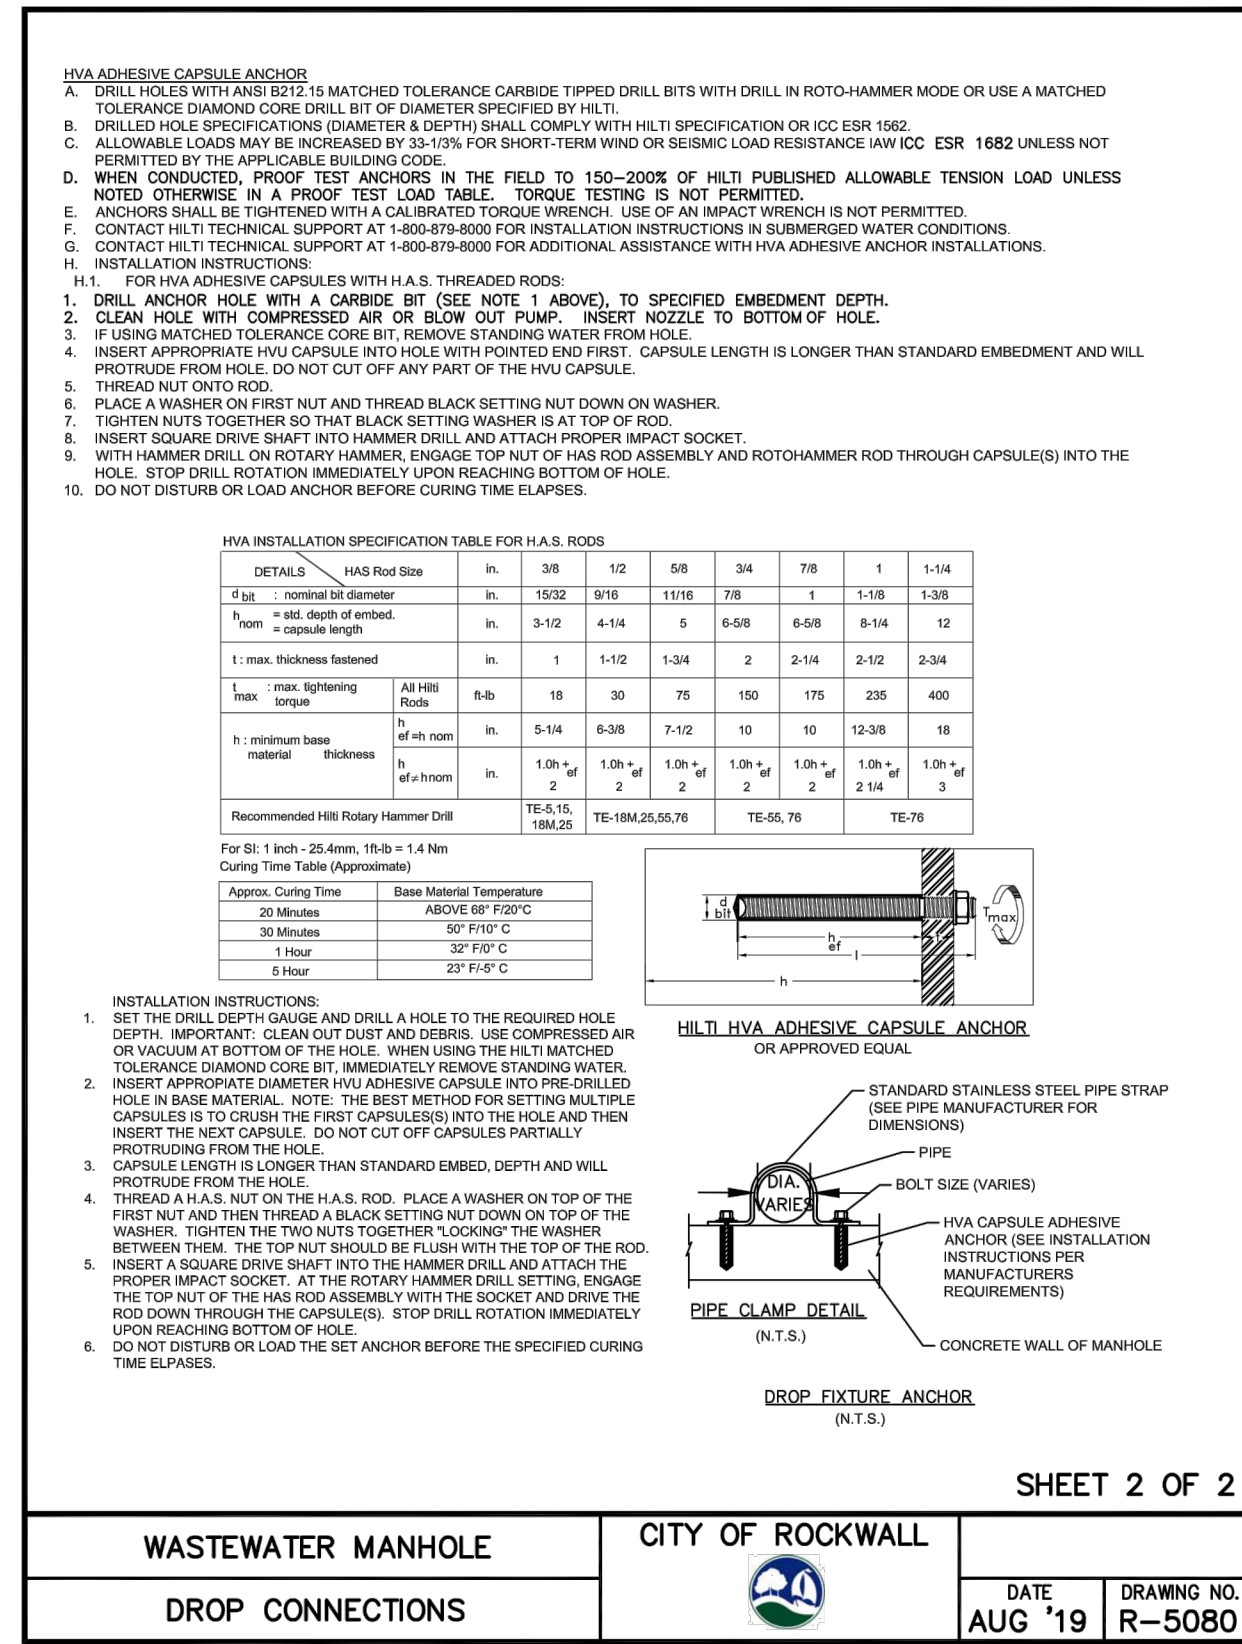 HVA ADHESIVE CAPSULE ANCHOR
A. DRILL HOLES WITH ANSI B212.15 MATCHED TOLERANCE CARBIDE TIPPED DRILL BITS WITH DRILL IN ROTO-HAMMER MODE OR USE A MATCHED
TOLERANCE DIAMOND CORE DRILL BIT OF DIAMETER SPECIFIED BY HILTI.
B. DRILLED HOLE SPECIFICATIONS (DIAMETER & DEPTH) SHALL COMPLY WITH HILTI SPECIFICATION OR ICC ESR 1562.
C. ALLOWABLE LOADS MAY BE INCREASED BY 33-1/3% FOR SHORT-TERM WIND OR SEISMIC LOAD RESISTANCE IAW ICC ESR 1682 UNLESS NOT
PERMITTED BY THE APPLICABLE BUILDING CODE.
D. WHEN CONDUCTED, PROOF TEST ANCHORS IN THE FIELD TO 150–200% OF HILTI PUBLISHED ALLOWABLE TENSION LOAD UNLESS
NOTED OTHERWISE IN A PROOF TEST LOAD TABLE. TORQUE TESTING IS NOT PERMITTED.
E. ANCHORS SHALL BE TIGHTENED WITH A CALIBRATED TORQUE WRENCH. USE OF AN IMPACT WRENCH IS NOT PERMITTED.
F. CONTACT HILTI TECHNICAL SUPPORT AT 1-800-879-8000 FOR INSTALLATION INSTRUCTIONS IN SUBMERGED WATER CONDITIONS.
G. CONTACT HILTI TECHNICAL SUPPORT AT 1-800-879-8000 FOR ADDITIONAL ASSISTANCE WITH HVA ADHESIVE ANCHOR INSTALLATIONS.
H. INSTALLATION INSTRUCTIONS:
H.1. FOR HVA ADHESIVE CAPSULES WITH H.A.S. THREADED RODS:
1. DRILL ANCHOR HOLE WITH A CARBIDE BIT (SEE NOTE 1 ABOVE), TO SPECIFIED EMBEDMENT DEPTH.
2. CLEAN HOLE WITH COMPRESSED AIR OR BLOW OUT PUMP. INSERT NOZZLE TO BOTTOM OF HOLE.
3. IF USING MATCHED TOLERANCE CORE BIT, REMOVE STANDING WATER FROM HOLE.
4. INSERT APPROPRIATE HVU CAPSULE INTO HOLE WITH POINTED END FIRST. CAPSULE LENGTH IS LONGER THAN STANDARD EMBEDMENT AND WILL
PROTRUDE FROM HOLE. DO NOT CUT OFF ANY PART OF THE HVU CAPSULE.
5. THREAD NUT ONTO ROD.
6. PLACE A WASHER ON FIRST NUT AND THREAD BLACK SETTING NUT DOWN ON WASHER.
7. TIGHTEN NUTS TOGETHER SO THAT BLACK SETTING WASHER IS AT TOP OF ROD.
8. INSERT SQUARE DRIVE SHAFT INTO HAMMER DRILL AND ATTACH PROPER IMPACT SOCKET.
9. WITH HAMMER DRILL ON ROTARY HAMMER, ENGAGE TOP NUT OF HAS ROD ASSEMBLY AND ROTOHAMMER ROD THROUGH CAPSULE(S) INTO THE
HOLE. STOP DRILL ROTATION IMMEDIATELY UPON REACHING BOTTOM OF HOLE.
10. DO NOT DISTURB OR LOAD ANCHOR BEFORE CURING TIME ELAPSES.
HVA INSTALLATION SPECIFICATION TABLE FOR H.A.S. RODS
DETAILS HAS Rod Size in. 3/8 1/2 5/8 3/4 7/8 1 1-1/4
d bit : nominal bit diameter in. 15/32 9/16 11/16 7/8 1 1-1/8 1-3/8
h nom = std. depth of embed.
= capsule length in. 3-1/2 4-1/4 5 6-5/8 6-5/8 8-1/4 12
t : max. thickness fastened in. 1 1-1/2 1-3/4 2 2-1/4 2-1/2 2-3/4
t max : max. tightening
torque All Hilti
Rods ft-lb 18 30 75 150 175 235 400
h : minimum base
material thickness
h ef =h nom in. 5-1/4 6-3/8 7-1/2 10 10 12-3/8 18
h ef≠hnom in. 1.0h + ef 1.0h + ef 1.0h + ef 1.0h + ef 1.0h + ef 1.0h + ef 1.0h + ef
2 2 2 2 2 2 1/4 3
Recommended Hilti Rotary Hammer Drill TE-5,15,
18M,25 TE-18M,25,55,76 TE-55, 76 TE-76
For SI: 1 inch - 25.4mm, 1ft-lb = 1.4 Nm
Curing Time Table (Approximate)
Approx. Curing Time Base Material Temperature
20 Minutes ABOVE 68° F/20°C
30 Minutes 50° F/10° C
1 Hour 32° F/0° C
5 Hour 23° F/-5° C
d bit
h ef
t
l
h
Tmax
HILTI HVA ADHESIVE CAPSULE ANCHOR
OR APPROVED EQUAL
INSTALLATION INSTRUCTIONS:
1. SET THE DRILL DEPTH GAUGE AND DRILL A HOLE TO THE REQUIRED HOLE
DEPTH. IMPORTANT: CLEAN OUT DUST AND DEBRIS. USE COMPRESSED AIR
OR VACUUM AT BOTTOM OF THE HOLE. WHEN USING THE HILTI MATCHED
TOLERANCE DIAMOND CORE BIT, IMMEDIATELY REMOVE STANDING WATER.
2. INSERT APPROPIATE DIAMETER HVU ADHESIVE CAPSULE INTO PRE-DRILLED
HOLE IN BASE MATERIAL. NOTE: THE BEST METHOD FOR SETTING MULTIPLE
CAPSULES IS TO CRUSH THE FIRST CAPSULES(S) INTO THE HOLE AND THEN
INSERT THE NEXT CAPSULE. DO NOT CUT OFF CAPSULES PARTIALLY
PROTRUDING FROM THE HOLE.
3. CAPSULE LENGTH IS LONGER THAN STANDARD EMBED, DEPTH AND WILL
PROTRUDE FROM THE HOLE.
4. THREAD A H.A.S. NUT ON THE H.A.S. ROD. PLACE A WASHER ON TOP OF THE
FIRST NUT AND THEN THREAD A BLACK SETTING NUT DOWN ON TOP OF THE
WASHER. TIGHTEN THE TWO NUTS TOGETHER "LOCKING" THE WASHER
BETWEEN THEM. THE TOP NUT SHOULD BE FLUSH WITH THE TOP OF THE ROD.
5. INSERT A SQUARE DRIVE SHAFT INTO THE HAMMER DRILL AND ATTACH THE
PROPER IMPACT SOCKET. AT THE ROTARY HAMMER DRILL SETTING, ENGAGE
THE TOP NUT OF THE HAS ROD ASSEMBLY WITH THE SOCKET AND DRIVE THE
ROD DOWN THROUGH THE CAPSULE(S). STOP DRILL ROTATION IMMEDIATELY
UPON REACHING BOTTOM OF HOLE.
6. DO NOT DISTURB OR LOAD THE SET ANCHOR BEFORE THE SPECIFIED CURING
TIME ELPASES.
STANDARD STAINLESS STEEL PIPE STRAP
(SEE PIPE MANUFACTURER FOR
DIMENSIONS)
PIPE
DIA.
VARIES
BOLT SIZE (VARIES)
HVA CAPSULE ADHESIVE
ANCHOR (SEE INSTALLATION
INSTRUCTIONS PER
MANUFACTURERS
REQUIREMENTS)
PIPE CLAMP DETAIL
(N.T.S.)
CONCRETE WALL OF MANHOLE
DROP FIXTURE ANCHOR
(N.T.S.)
SHEET 2 OF 2
WASTEWATER MANHOLE
DROP CONNECTIONS
CITY OF ROCKWALL
DATE
AUG '19
DRAWING NO.
R–5080